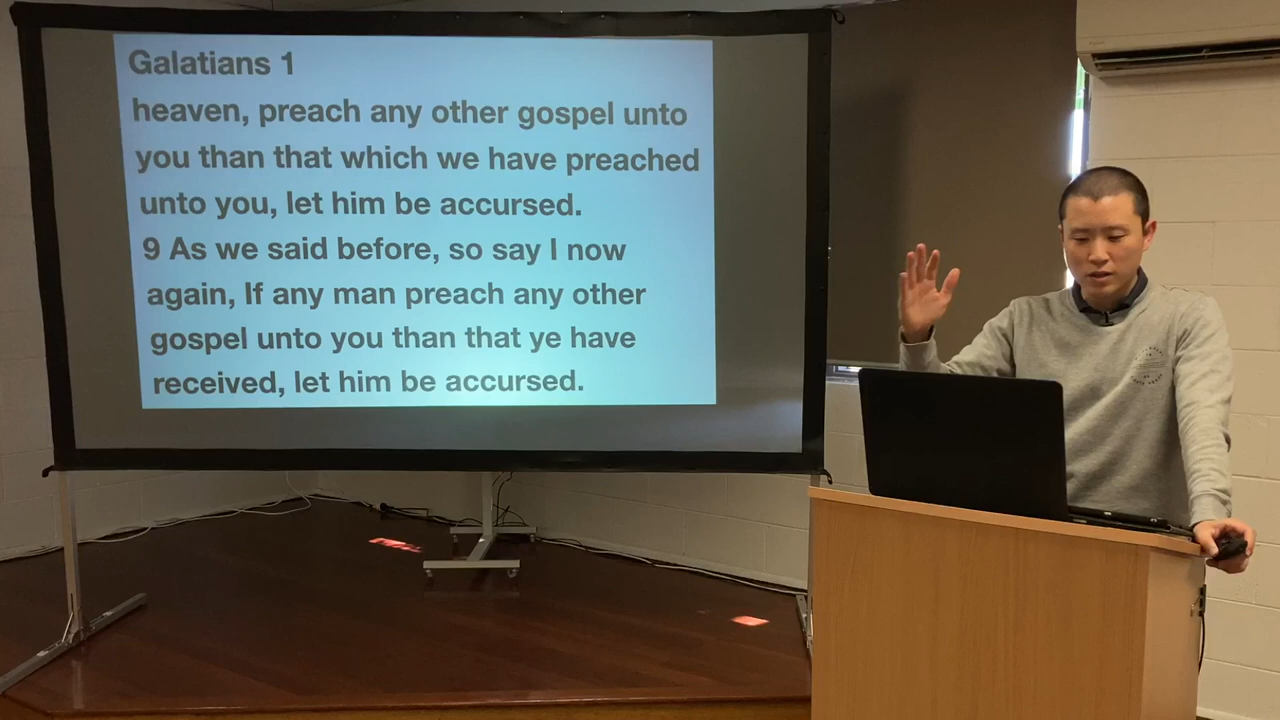 Galatians 1
heaven, preach any other gospel unto
you than that which we have preached
unto you, let him be accursed.
9 As we said before, so say I now
again, If any man preach any other
gospel unto you than that ye have
received, let him be accursed.